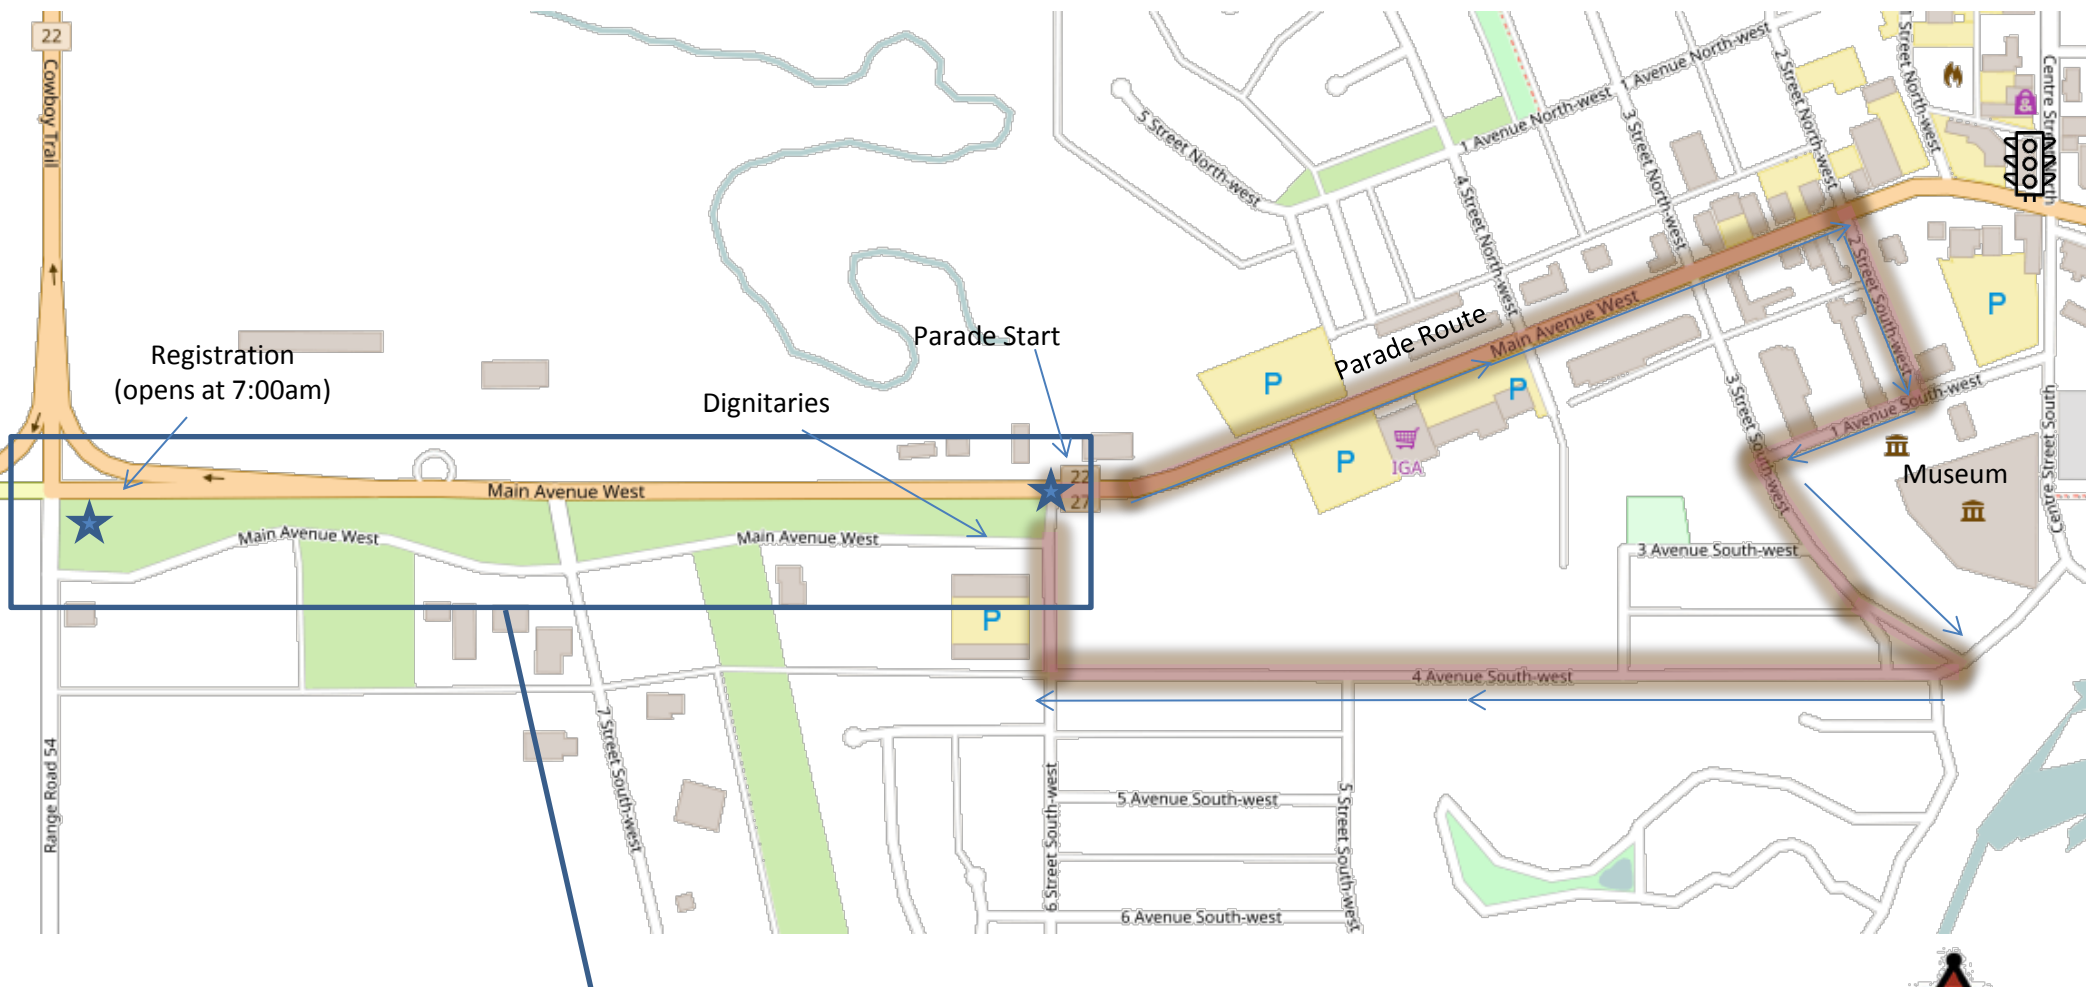 22
Cowboy Trail
Registration
(opens at 7:00am)
Dignitaries
Parade Start
Parade Route
Main Avenue West
Main Avenue West
Main Avenue West
Main Avenue West
22
27
P
P
P
P
P
IGA
Museum
5 Street North-west
1 Avenue North-west
1 Avenue North-west
4 Street North-west
3 Street North-west
2 Street North-west
1 Street North-west
Centre Street North
2 Street South-west
1 Avenue South-west
3 Street South-west
3 Avenue South-west
Centre Street South
4 Avenue South-west
Range Road 54
7 Street South-west
6 Street South-west
5 Avenue South-west
5 Street South-west
6 Avenue South-west